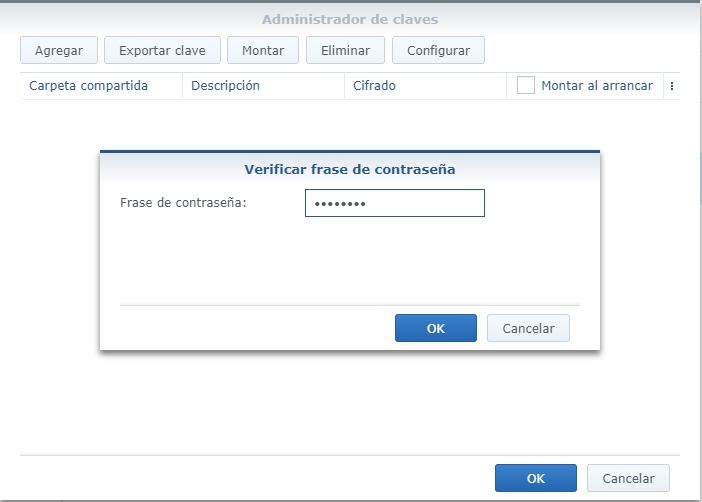 Administrador de claves
Agregar Exportar clave Montar Eliminar Configurar
Carpeta compartida Descripción Cifrado Montar al arrancar
Verificar frase de contraseña
Frase de contraseña: ••••••••
OK Cancelar
OK Cancelar